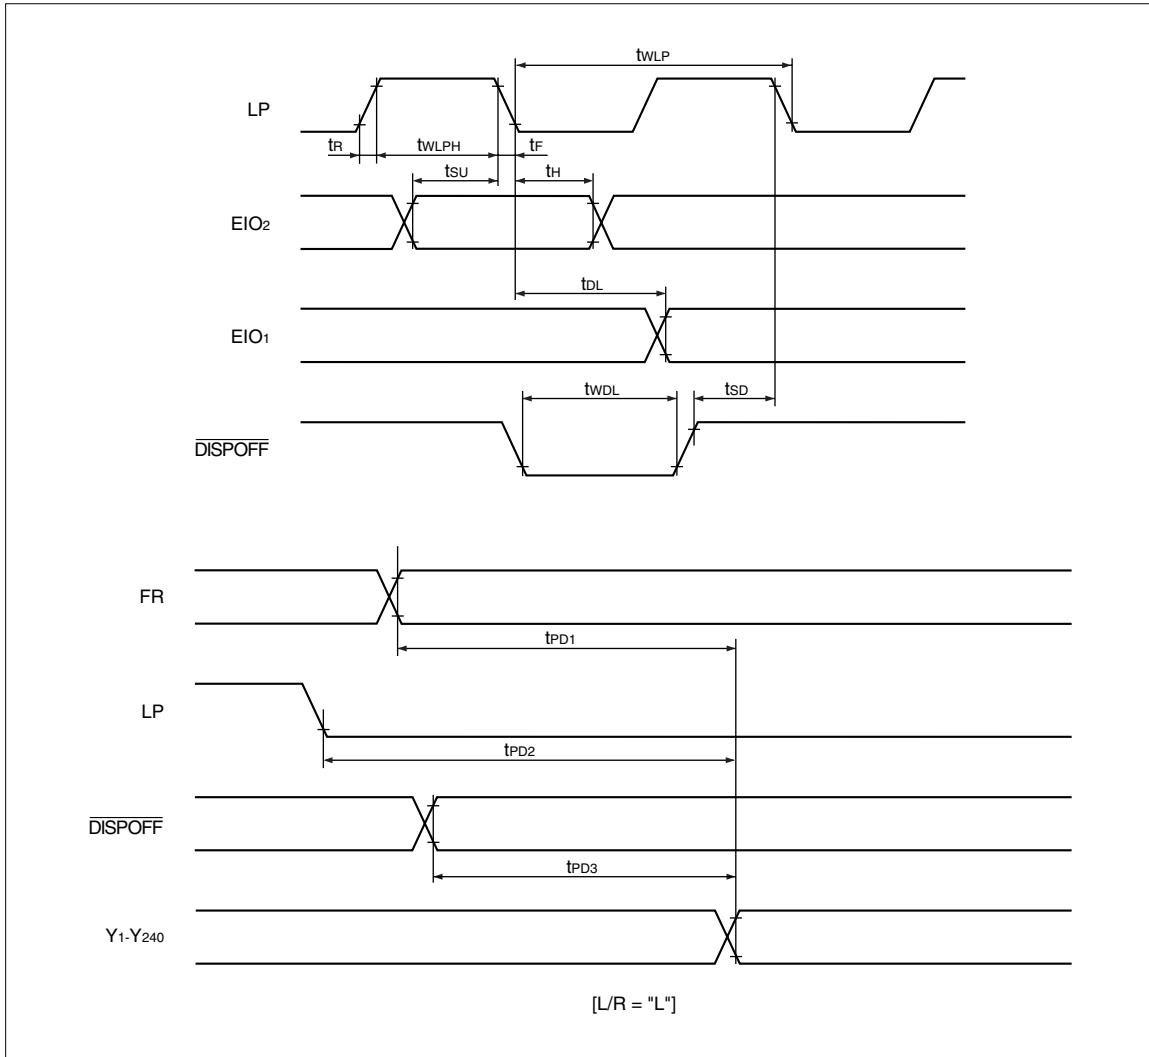 tWLP
LP
tR
tWLPH
tF
tSU
tH
EIO2
tDL
EIO1
tWDL
tSD
DISPOFF
FR
tPD1
LP
tPD2
DISPOFF
tPD3
Y1-Y240
[L/R = "L"]